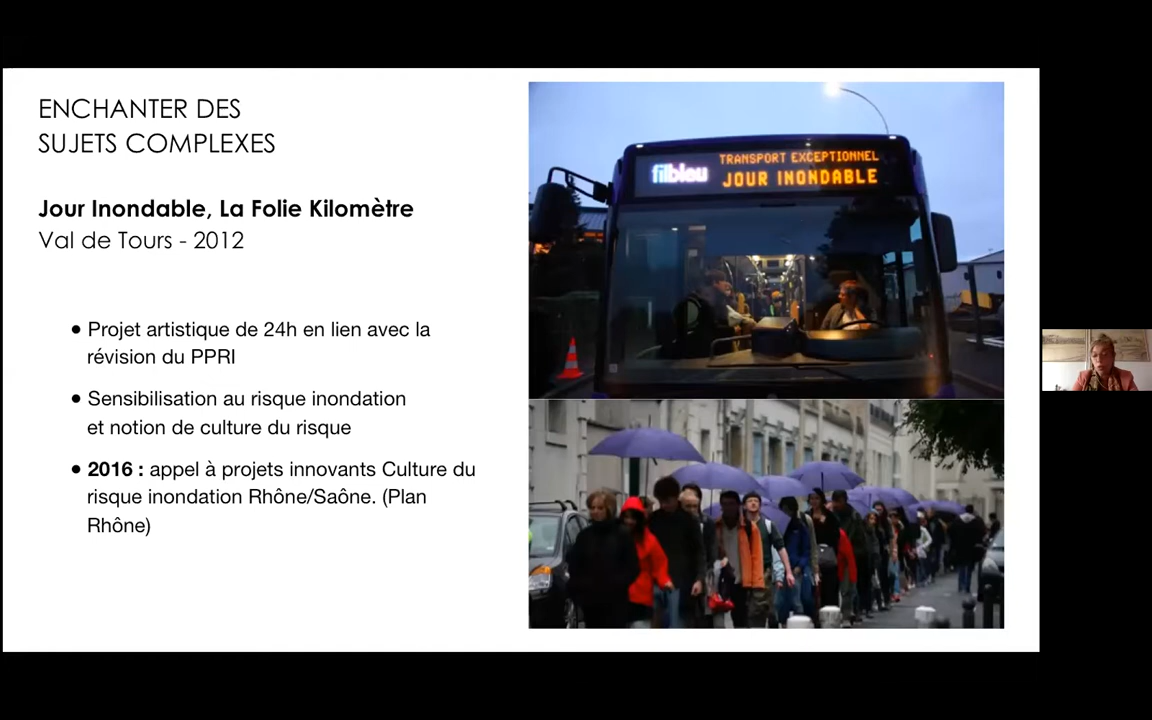 ENCHANTER DES
SUJETS COMPLEXES
Jour Inondable, La Folie Kilomètre
Val de Tours - 2012
● Projet artistique de 24h en lien avec la
révision du PPRI
● Sensibilisation au risque inondation
et notion de culture du risque
● 2016 : appel à projets innovants Culture du
risque inondation Rhône/Saône. (Plan
Rhône)
filbleu
TRANSPORT EXCEPTIONNEL
JOUR INONDABLE